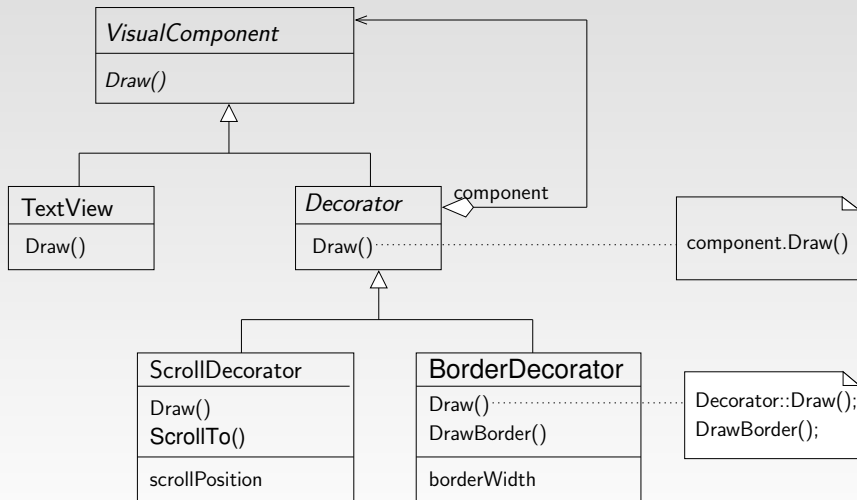 VisualComponent
Draw()
TextView
Draw()
Decorator
Draw()
component
component.Draw()
ScrollDecorator
Draw()
ScrollTo()
scrollPosition
BorderDecorator
Draw()
DrawBorder()
borderWidth
Decorator::Draw();
DrawBorder();